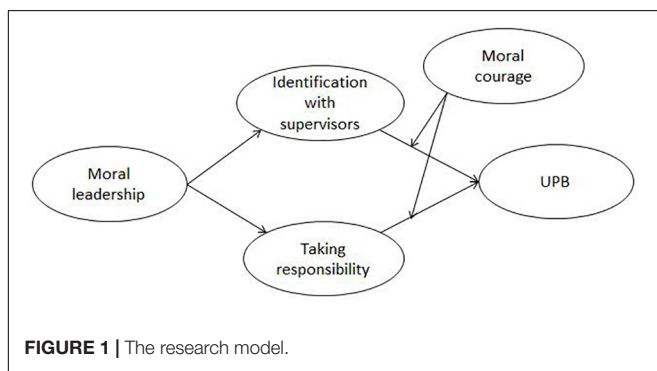 Moral
courage
Identification
with
supervisors
Moral
leadership
UPB
Taking
responsibility
FIGURE 1 | The research model.